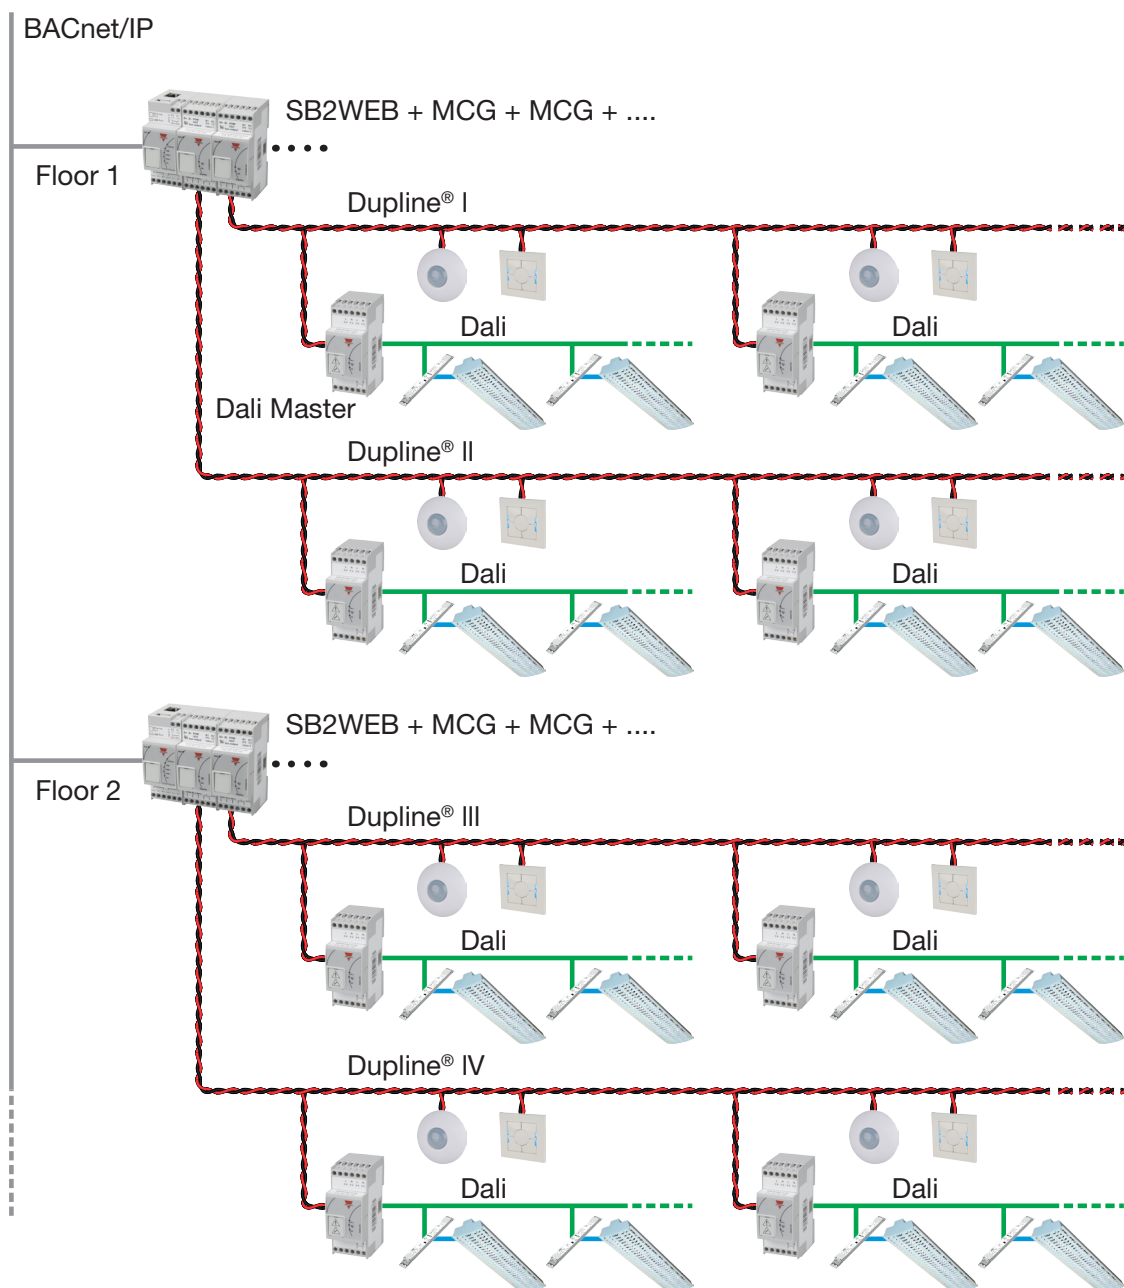 BACnet/IP
SB2WEB + MCG + MCG + ....
Floor 1
Dupline® I
Dali
Dali
Dali Master
Dupline® II
Dali
Dali
SB2WEB + MCG + MCG + ....
Floor 2
Dupline® III
Dali
Dali
Dupline® IV
Dali
Dali